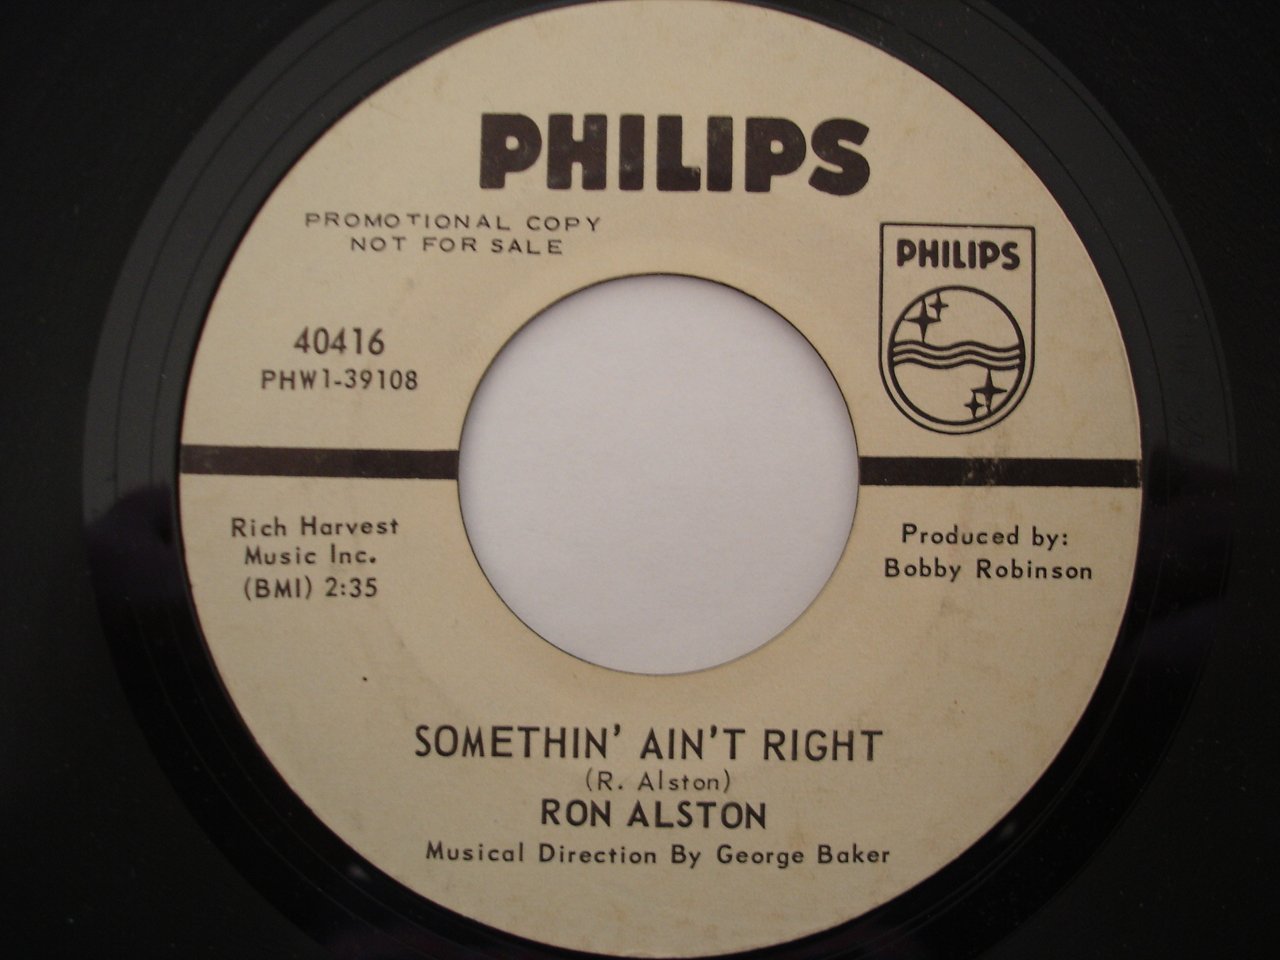 PHILIPS
PROMOTIONAL COPY
NOT FOR SALE
PHILIPS
40416
PHW1-39108
Rich Harvest
Music Inc.
(BMI) 2:35
Produced by:
Bobby Robinson
SOMETHIN' AIN'T RIGHT
(R. Alston)
RON ALSTON
Musical Direction By George Baker